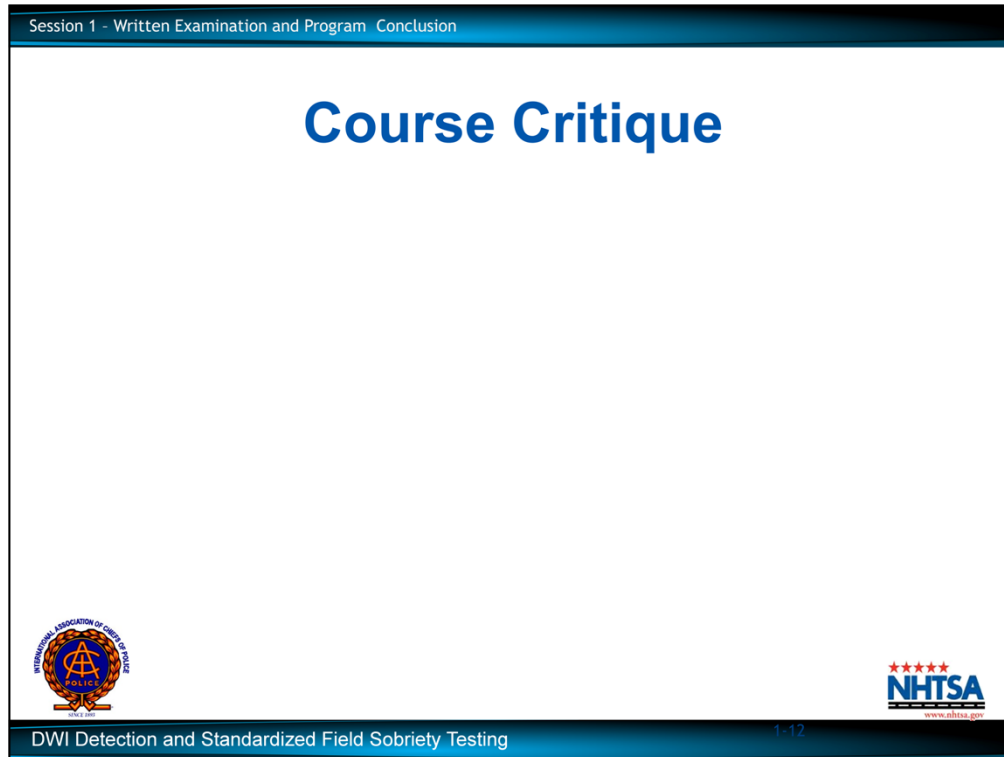 Session 1 – Written Examination and Program  Conclusion
Course Critique
INTERNATIONAL ASSOCIATION OF CHIEFS OF POLICE
POLICE
SINCE 1893
NHTSA
www.nhtsa.gov
DWI Detection and Standardized Field Sobriety Testing
1-12